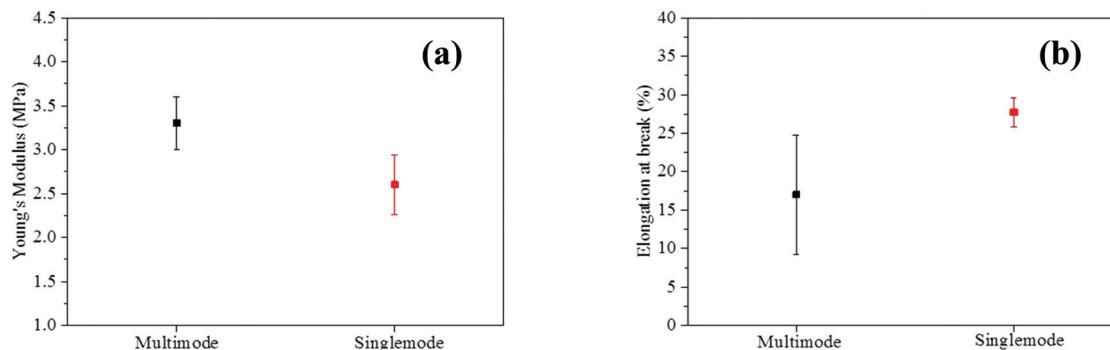 (a)
Young's Modulus (MPa)
4.5
4.0
3.5
3.0
2.5
2.0
1.5
1.0
Multimode Singlemode
(b)
Elongation at break (%)
40
35
30
25
20
15
10
5
0
Multimode Singlemode